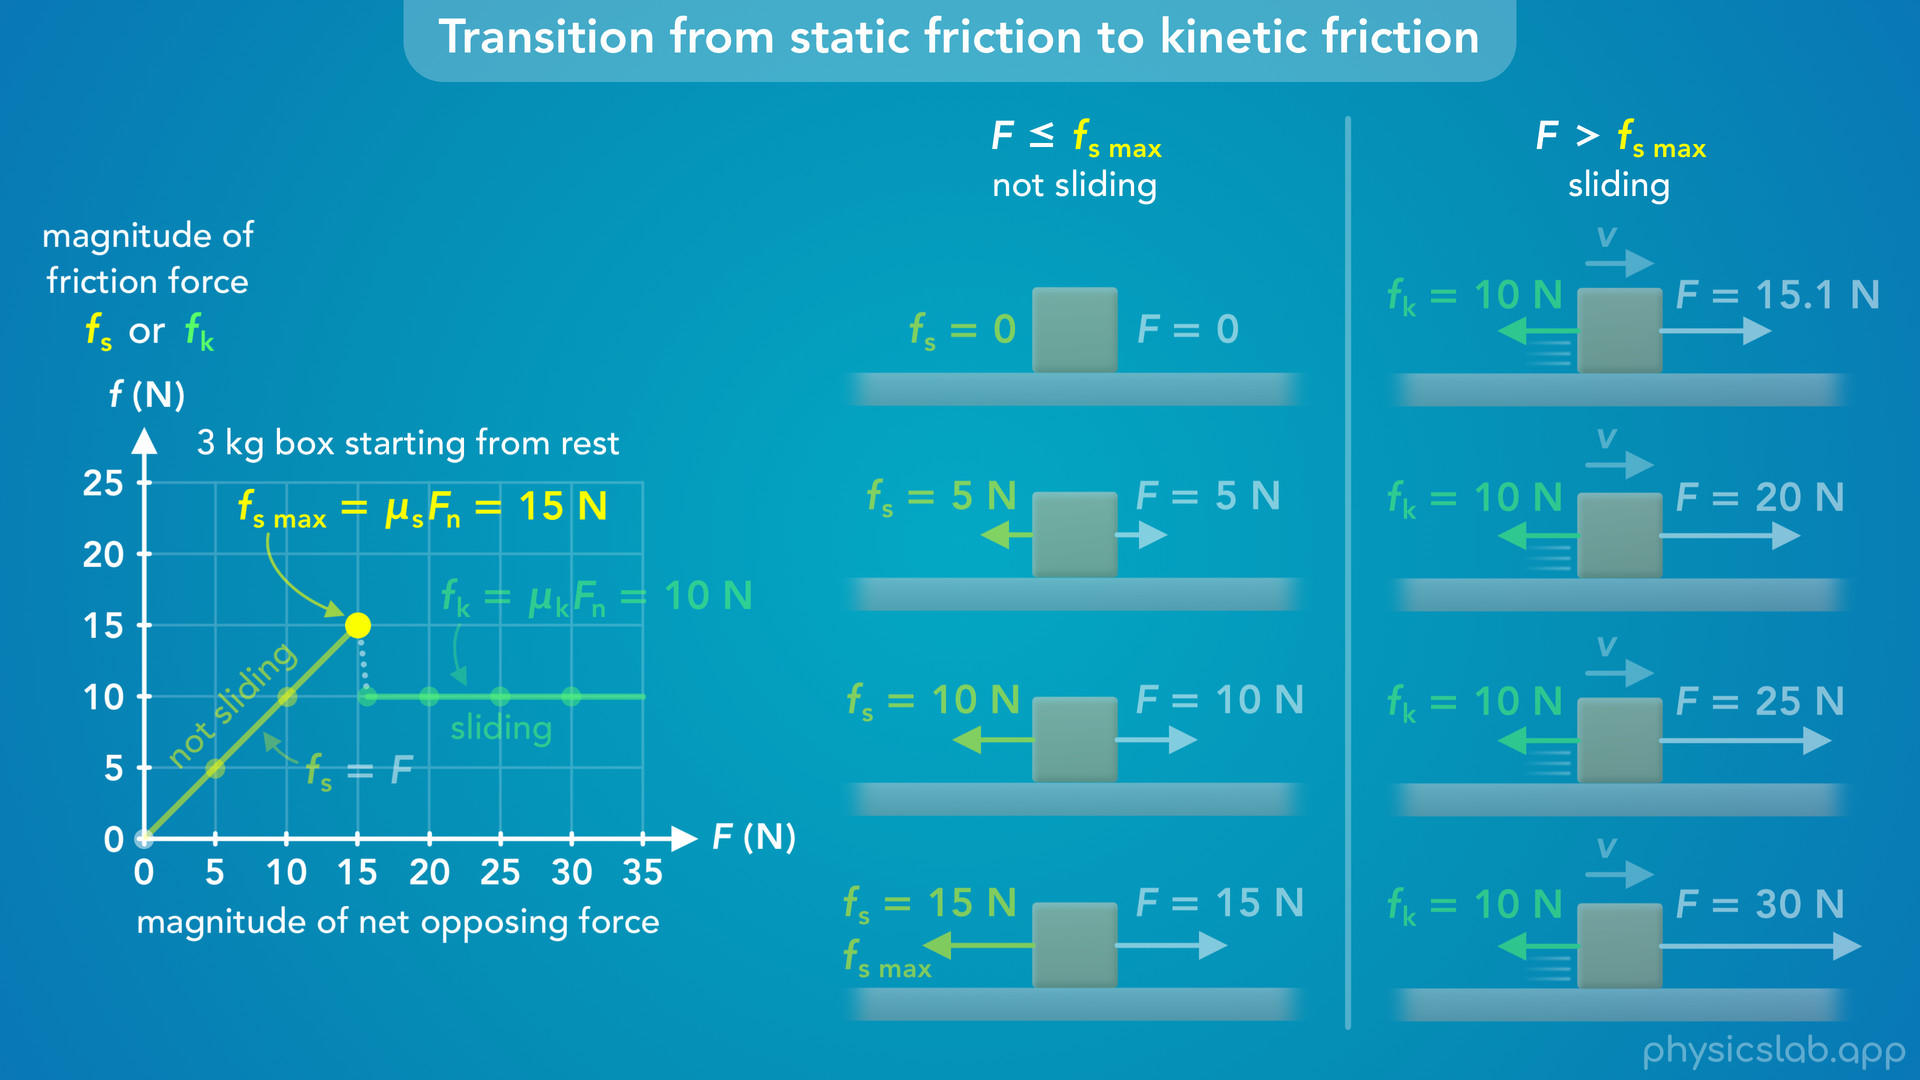 Transition from static friction to kinetic friction
magnitude of
friction force
fs or fk
f (N)
3 kg box starting from rest
25
20
15
10
5
0
fs max = μsFn = 15 N
fk = μkFn = 10 N
not sliding
sliding
fs = F
0 5 10 15 20 25 30 35
F (N)
magnitude of net opposing force
F ≤ fs max
not sliding
fs = 0 F = 0
fs = 5 N F = 5 N
fs = 10 N F = 10 N
fs = 15 N F = 15 N
fs max
F > fs max
sliding
v
fk = 10 N F = 15.1 N
v
fk = 10 N F = 20 N
v
fk = 10 N F = 25 N
v
fk = 10 N F = 30 N
physicslab.app